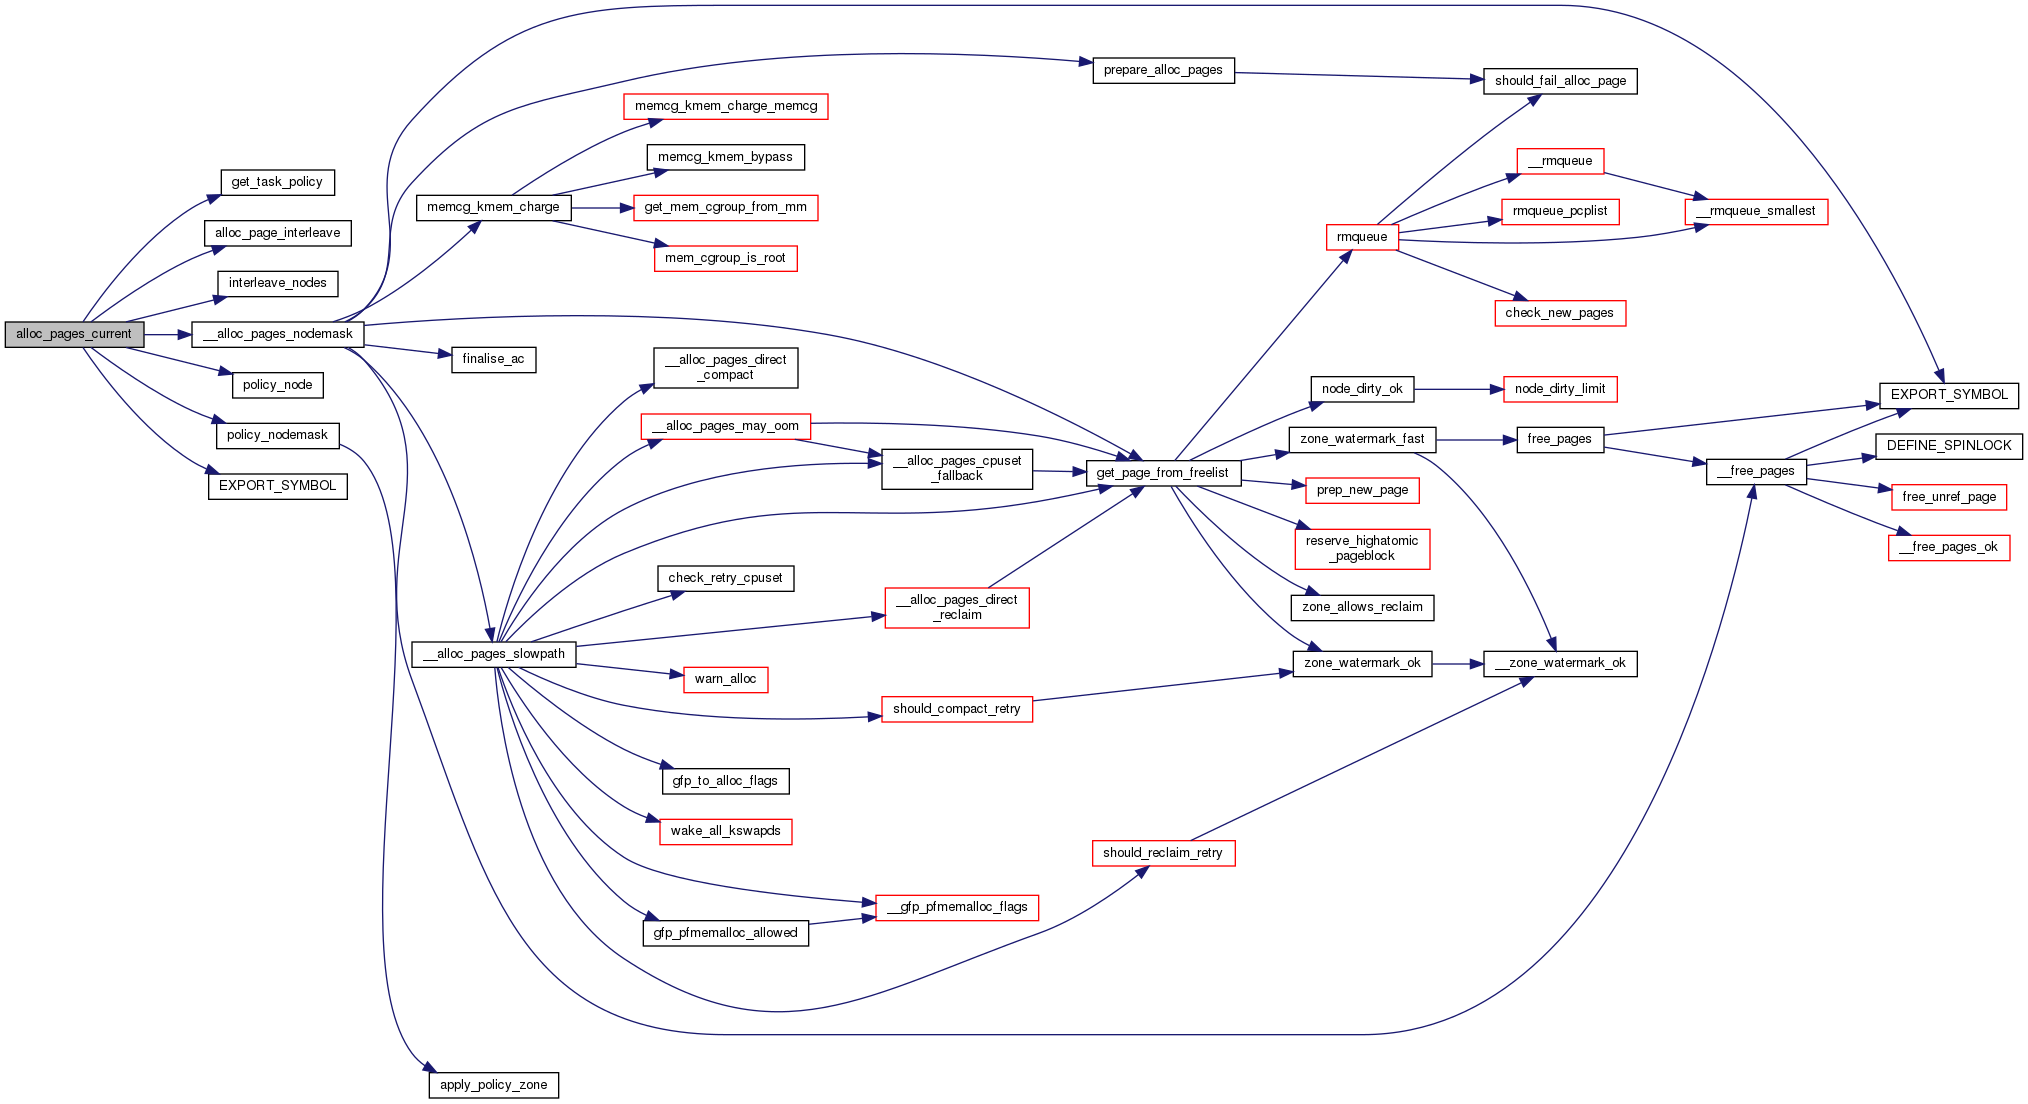 prepare_alloc_pages
should_fail_alloc_page
memcg_kmem_charge_memcg
memcg_kmem_bypass
__rmqueue
get_task_policy
memcg_kmem_charge
get_mem_cgroup_from_mm
rmqueue_pcplist
__rmqueue_smallest
alloc_page_interleave
rmqueue
mem_cgroup_is_root
interleave_nodes
check_new_pages
alloc_pages_current
__alloc_pages_nodemask
finalise_ac
__alloc_pages_direct
_compact
policy_node
node_dirty_ok
node_dirty_limit
EXPORT_SYMBOL
__alloc_pages_may_oom
policy_nodemask
zone_watermark_fast
free_pages
DEFINE_SPINLOCK
__alloc_pages_cpuset
_fallback
get_page_from_freelist
__free_pages
EXPORT_SYMBOL
prep_new_page
free_unref_page
reserve_highatomic
_pageblock
__free_pages_ok
check_retry_cpuset
__alloc_pages_direct
_reclaim
zone_allows_reclaim
__alloc_pages_slowpath
zone_watermark_ok
__zone_watermark_ok
warn_alloc
should_compact_retry
gfp_to_alloc_flags
wake_all_kswapds
should_reclaim_retry
__gfp_pfmemalloc_flags
gfp_pfmemalloc_allowed
apply_policy_zone